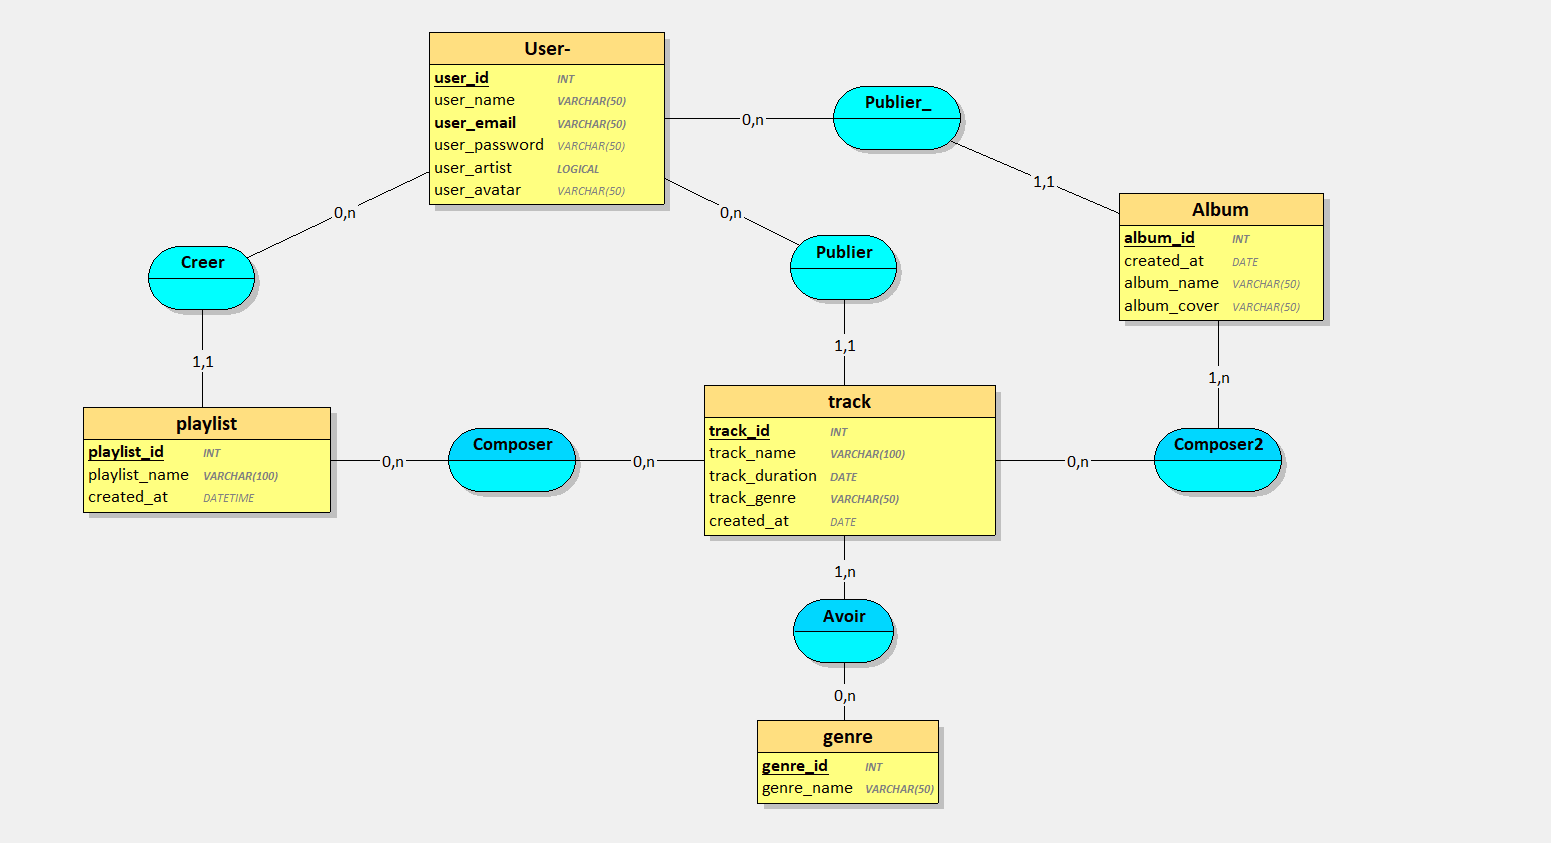 User-
user_id INT
user_name VARCHAR(50)
user_email VARCHAR(50)
user_password VARCHAR(50)
user_artist LOGICAL
user_avatar VARCHAR(50)
0,n
Publier_
1,1
Album
album_id INT
created_at DATE
album_name VARCHAR(50)
album_cover VARCHAR(50)
0,n
0,n
Creer
Publier
1,1
1,1
1,n
playlist
playlist_id INT
playlist_name VARCHAR(100)
created_at DATETIME
0,n
Composer
0,n
track
track_id INT
track_name VARCHAR(100)
track_duration DATE
track_genre VARCHAR(50)
created_at DATE
0,n
Composer2
1,n
Avoir
0,n
genre
genre_id INT
genre_name VARCHAR(50)